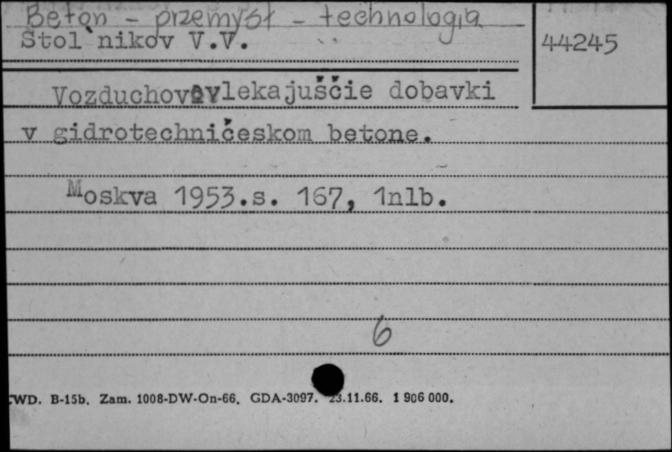 Beton - przemysł - technologia
Stol'nikov V.V.
44245
Vozduchovovlekajuščie dobavki
v gidrotechničeskom betone.
Moskva 1953.s. 167, 1nlb.
6
CWD. B-15b. Zam. 1008-DW-On-66. GDA-3097. 23.11.66. 1 906 000.